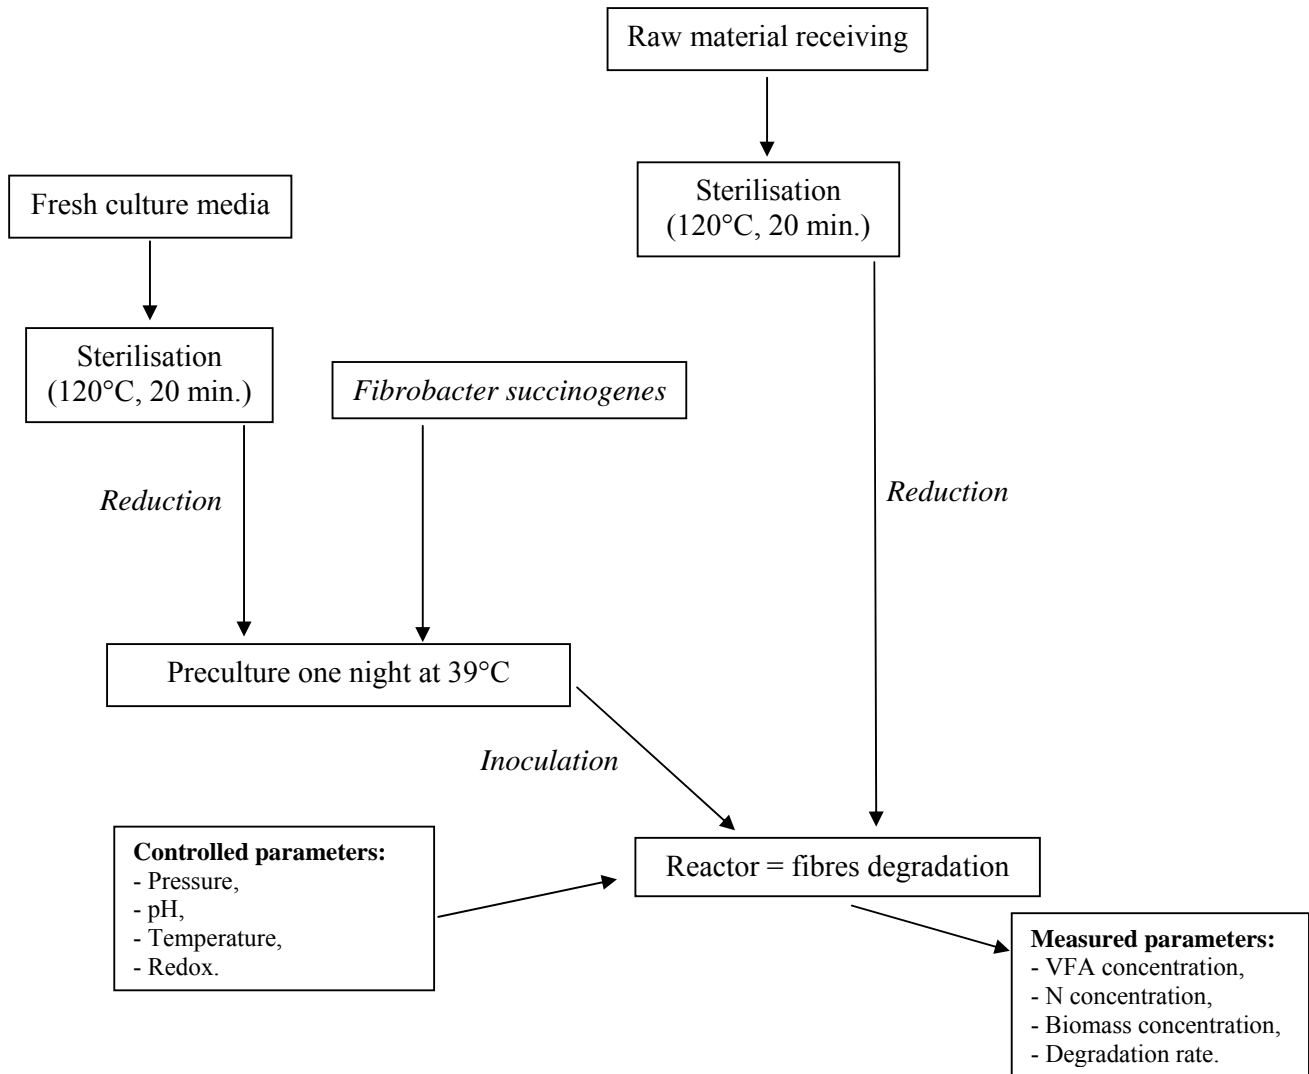 Raw material receiving
Sterilisation
(120°C, 20 min.)
Fresh culture media
Sterilisation
(120°C, 20 min.)
Fibrobacter succinogenes
Reduction
Reduction
Preculture one night at 39°C
Inoculation
Controlled parameters:
- Pressure,
- pH,
- Temperature,
- Redox.
Reactor = fibres degradation
Measured parameters:
- VFA concentration,
- N concentration,
- Biomass concentration,
- Degradation rate.